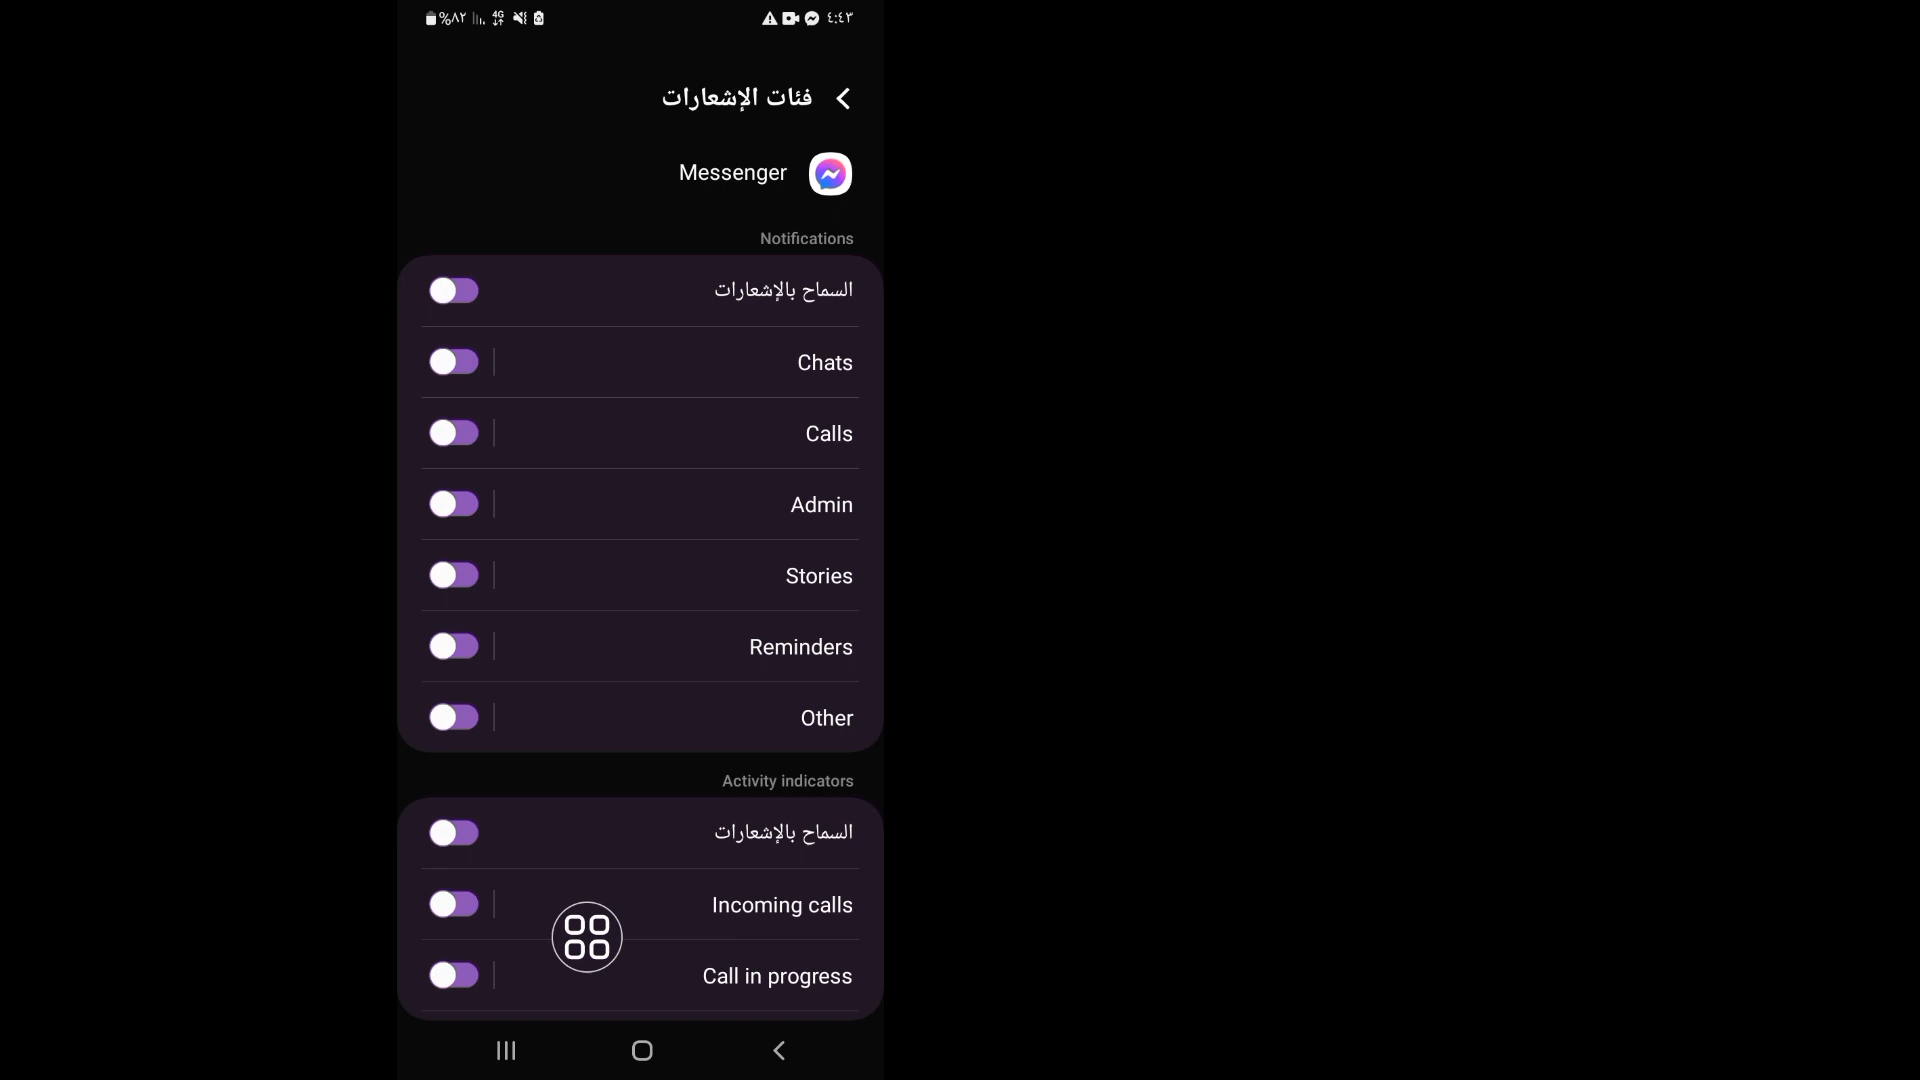 %٨٢ 4G ٤:٤٣
فئات الإشعارات
Messenger
Notifications
السماح بالإشعارات
Chats
Calls
Admin
Stories
Reminders
Other
Activity indicators
السماح بالإشعارات
Incoming calls
Call in progress